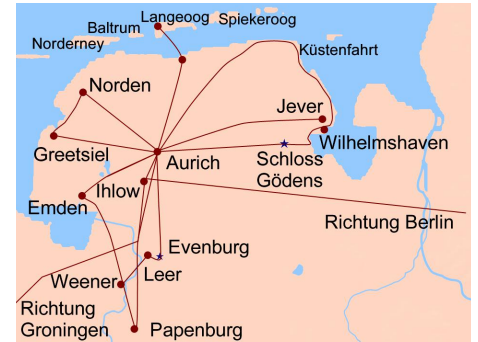 Langeoog
Spiekeroog
Baltrum
Norderney
Küstenfahrt
Norden
Jever
Wilhelmshaven
Greetsiel
Aurich
Schloss
Gödens
Ihlow
Emden
Richtung Berlin
Evenburg
Leer
Weener
Richtung
Groningen
Papenburg